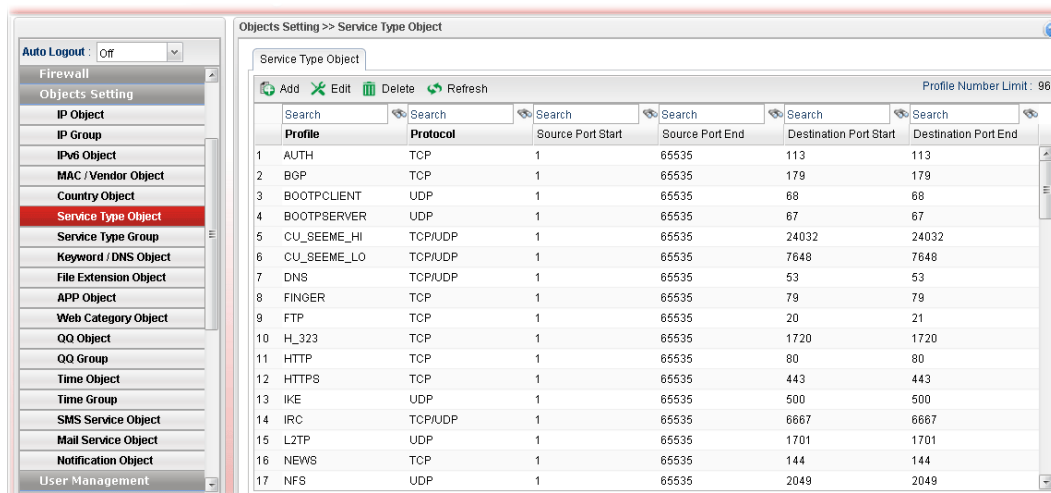 Objects Setting >> Service Type Object
Auto Logout : Off
Firewall
Objects Setting
IP Object
IP Group
IPv6 Object
MAC / Vendor Object
Country Object
Service Type Object
Service Type Group
Keyword / DNS Object
File Extension Object
APP Object
Web Category Object
QQ Object
QQ Group
Time Object
Time Group
SMS Service Object
Mail Service Object
Notification Object
User Management
Service Type Object
Add Edit Delete Refresh Profile Number Limit : 96
Search Search Search Search Search Search
Profile Protocol Source Port Start Source Port End Destination Port Start Destination Port End
1 AUTH TCP 1 65535 113 113
2 BGP TCP 1 65535 179 179
3 BOOTPCLIENT UDP 1 65535 68 68
4 BOOTPSERVER UDP 1 65535 67 67
5 CU_SEEME_HI TCP/UDP 1 65535 24032 24032
6 CU_SEEME_LO TCP/UDP 1 65535 7648 7648
7 DNS TCP/UDP 1 65535 53 53
8 FINGER TCP 1 65535 79 79
9 FTP TCP 1 65535 20 21
10 H_323 TCP 1 65535 1720 1720
11 HTTP TCP 1 65535 80 80
12 HTTPS TCP 1 65535 443 443
13 IKE UDP 1 65535 500 500
14 IRC TCP/UDP 1 65535 6667 6667
15 L2TP UDP 1 65535 1701 1701
16 NEWS TCP 1 65535 144 144
17 NFS UDP 1 65535 2049 2049